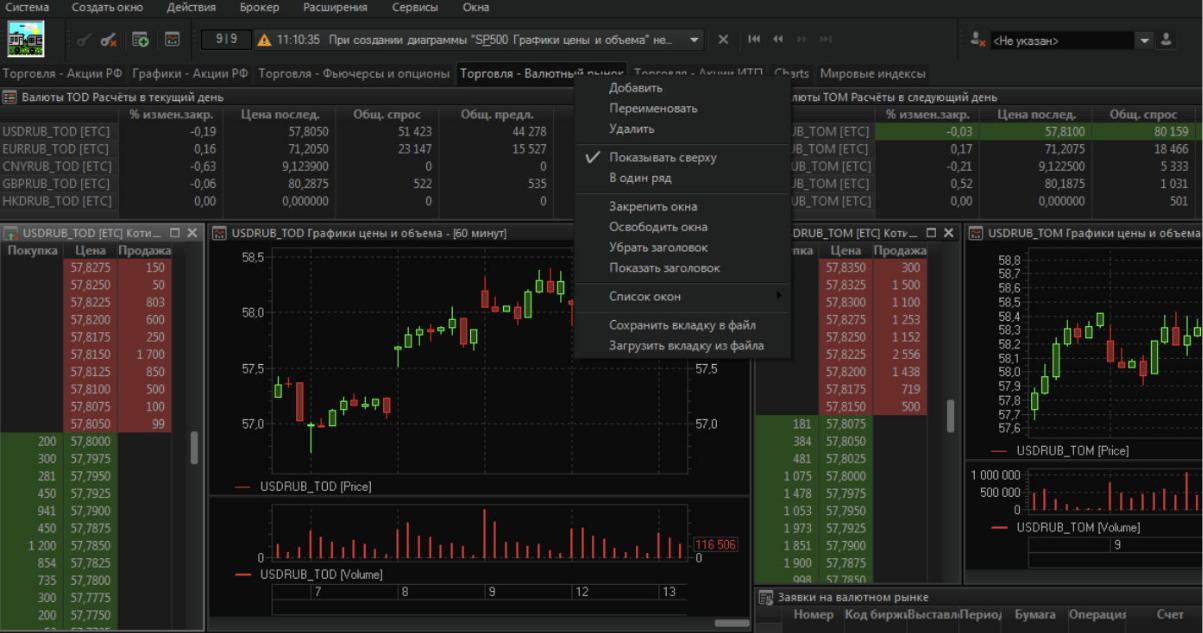 Система Создать окно Действия Брокер Расширения Сервисы Окна
9|9 11:10:35 При создании диаграммы "SP500 Графики цены и объема" не... <Не указан>
Торговля - Акции РФ Графики - Акции РФ Торговля - Фьючерсы и опционы Торговля - Валютный рынок Торговля - Акции ИТП Charts Мировые индексы
Валюты TOD Расчёты в текущий день
% измен.закр. Цена послед. Общ. спрос Общ. предл.
USDRUB_TOD [ETC] -0,19 57,8050 51 423 44 278
EURRUB_TOD [ETC] 0,16 71,2050 23 147 15 527
CNYRUB_TOD [ETC] -0,63 9,123900 0 0
GBPRUB_TOD [ETC] -0,06 80,2875 522 535
HKDRUB_TOD [ETC] 0,00 0,000000 0 0
Добавить
Переименовать
Удалить
Показывать сверху
В один ряд
Закрепить окна
Освободить окна
Убрать заголовок
Показать заголовок
Список окон
Сохранить вкладку в файл
Загрузить вкладку из файла
люты TOM Расчёты в следующий день
% измен.закр. Цена послед. Общ. спрос
UB_TOM [ETC] -0,03 57,8100 80 159
UB_TOM [ETC] 0,17 71,2075 18 466
UB_TOM [ETC] -0,21 9,122500 5 333
UB_TOM [ETC] 0,52 80,1875 1 031
UB_TOM [ETC] 0,00 0,000000 501
USDRUB_TOD [ETC] Коти...
Покупка Цена Продажа
57,8275 150
57,8250 50
57,8225 803
57,8200 600
57,8175 250
57,8150 1 700
57,8125 850
57,8100 500
57,8075 100
57,8050 99
200 57,8000
300 57,7975
281 57,7950
450 57,7925
941 57,7900
450 57,7875
1 200 57,7850
854 57,7825
735 57,7800
300 57,7775
200 57,7750
USDRUB_TOD Графики цены и объема - [60 минут]
58,5
58,0
57,5 57,5
57,0 57,0
USDRUB_TOD [Price]
116 506
0 0
USDRUB_TOD [Volume]
7 8 9 12 13
DRUB_TOM [ETC] Коти...
пка Цена Продажа
57,8350 300
57,8325 1 500
57,8300 1 100
57,8275 1 253
57,8250 1 152
57,8225 2 556
57,8200 1 438
57,8175 719
57,8150 500
181 57,8075
384 57,8050
481 57,8025
1 075 57,8000
1 478 57,7975
1 053 57,7950
1 973 57,7925
1 851 57,7900
1 900 57,7875
998 57,7850
USDRUB_TOM Графики цены и объема
58,8
58,7
58,6
58,5
58,4
58,3
58,2
58,1
58,0
57,9
57,8
57,7
57,6
USDRUB_TOM [Price]
1 000 000
500 000
0
USDRUB_TOM [Volume]
9
Заявки на валютном рынке
Номер Код биржи Выставл Период Бумага Операция Счет